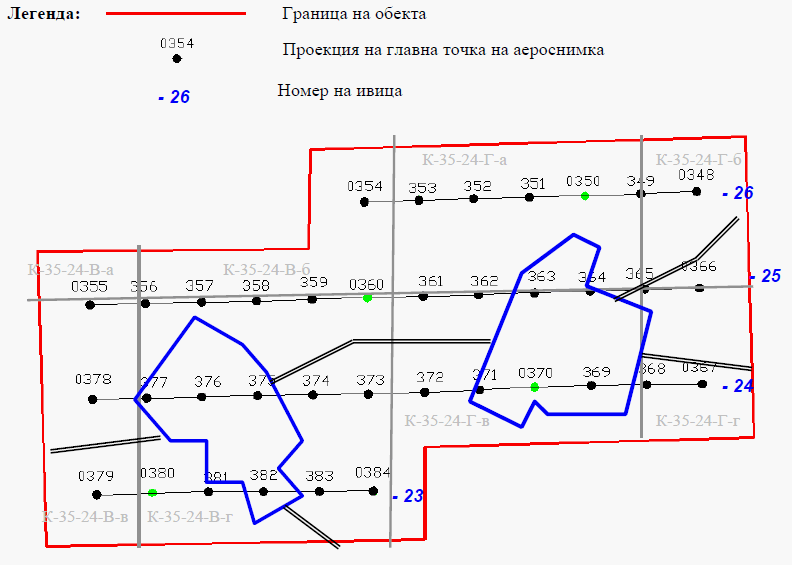 Легенда:
Граница на обекта
0354
Проекция на главна точка на аероснимка
- 26
Номер на ивица
К-35-24-Г-а
К-35-24-Г-б
0354 353 352 351 0350 349 0348
- 26
К-35-24-В-а
К-35-24-В-б
0355 356 357 358 359 0360 361 362 363 364 365 0366
- 25
0378 377 376 375 374 373 372 371 0370 369 368 0367
- 24
К-35-24-Г-в
К-35-24-Г-г
0379 0380 381 382 383 0384
- 23
К-35-24-В-в
К-35-24-В-г